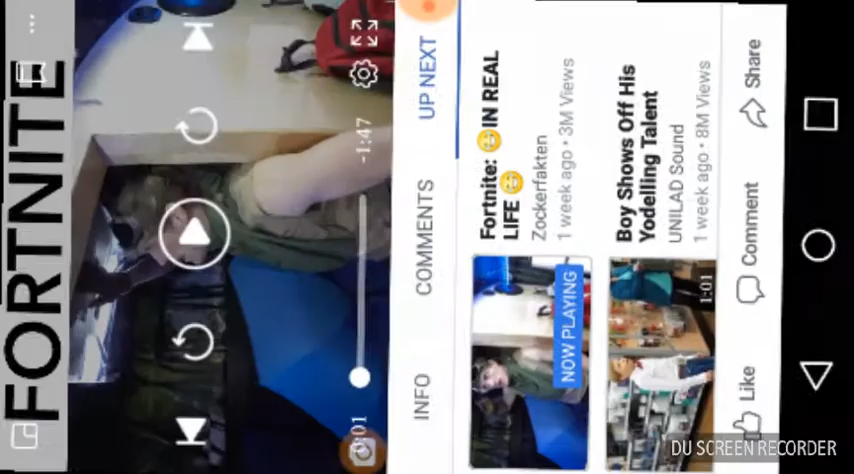 FORTNITE
0:01
-1:47
INFO
COMMENTS
UP NEXT
NOW PLAYING
Fortnite: 😁IN REAL
LIFE 😁
Zockerfakten
1 week ago • 3M Views
1:01
Boy Shows Off His
Yodelling Talent
UNILAD Sound
1 week ago • 8M Views
Like
Comment
Share
DU SCREEN RECORDER